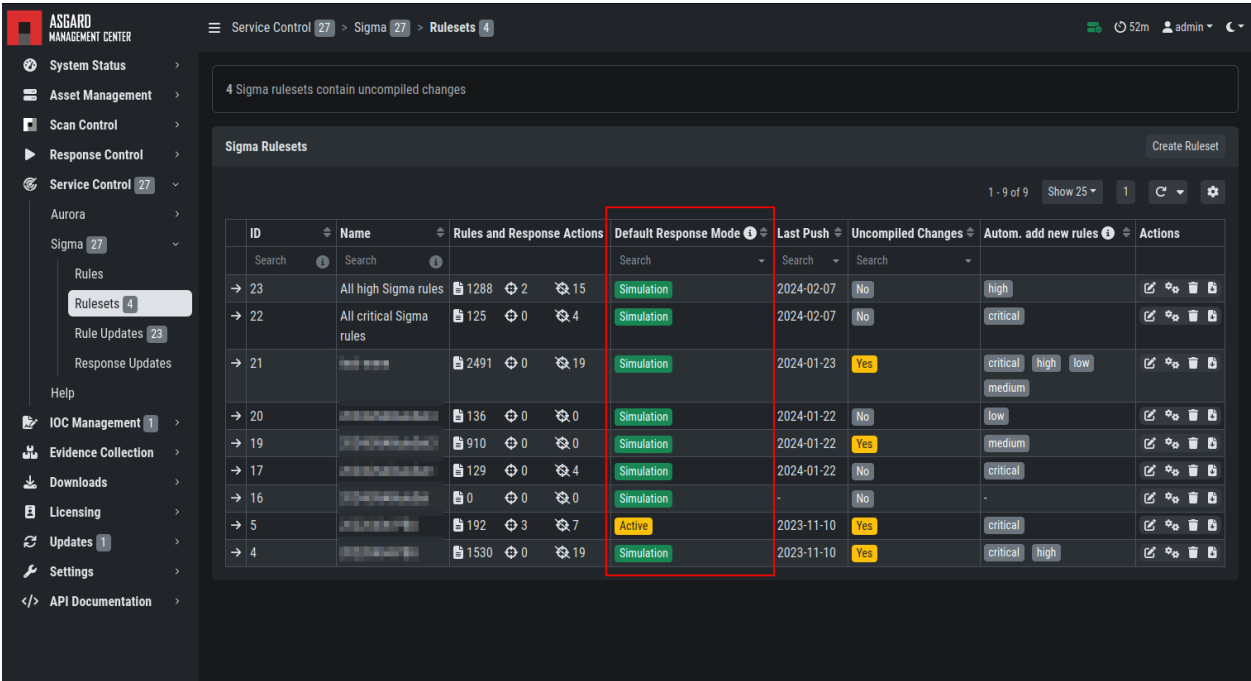 ASGARD
MANAGEMENT CENTER
Service Control 27 > Sigma 27 > Rulesets 4
52m admin
System Status
Asset Management
Scan Control
Response Control
Service Control 27
Aurora
Sigma 27
Rules
Rulesets 4
Rule Updates 23
Response Updates
Help
IOC Management 1
Evidence Collection
Downloads
Licensing
Updates 1
Settings
API Documentation
4 Sigma rulesets contain uncompiled changes
Sigma Rulesets Create Ruleset
1 - 9 of 9 Show 25 1
ID Name Rules and Response Actions Default Response Mode Last Push Uncompiled Changes Autom. add new rules Actions
Search Search Search Search Search
23 All high Sigma rules 1288 2 15 Simulation 2024-02-07 No high
22 All critical Sigma 125 0 4 Simulation 2024-02-07 No critical
rules
21 2491 0 19 Simulation 2024-01-23 Yes critical high low
medium
20 136 0 0 Simulation 2024-01-22 No low
19 910 0 0 Simulation 2024-01-22 Yes medium
17 129 0 4 Simulation 2024-01-22 No critical
16 0 0 0 Simulation - No -
5 192 3 7 Active 2023-11-10 Yes critical
4 1530 0 19 Simulation 2023-11-10 Yes critical high